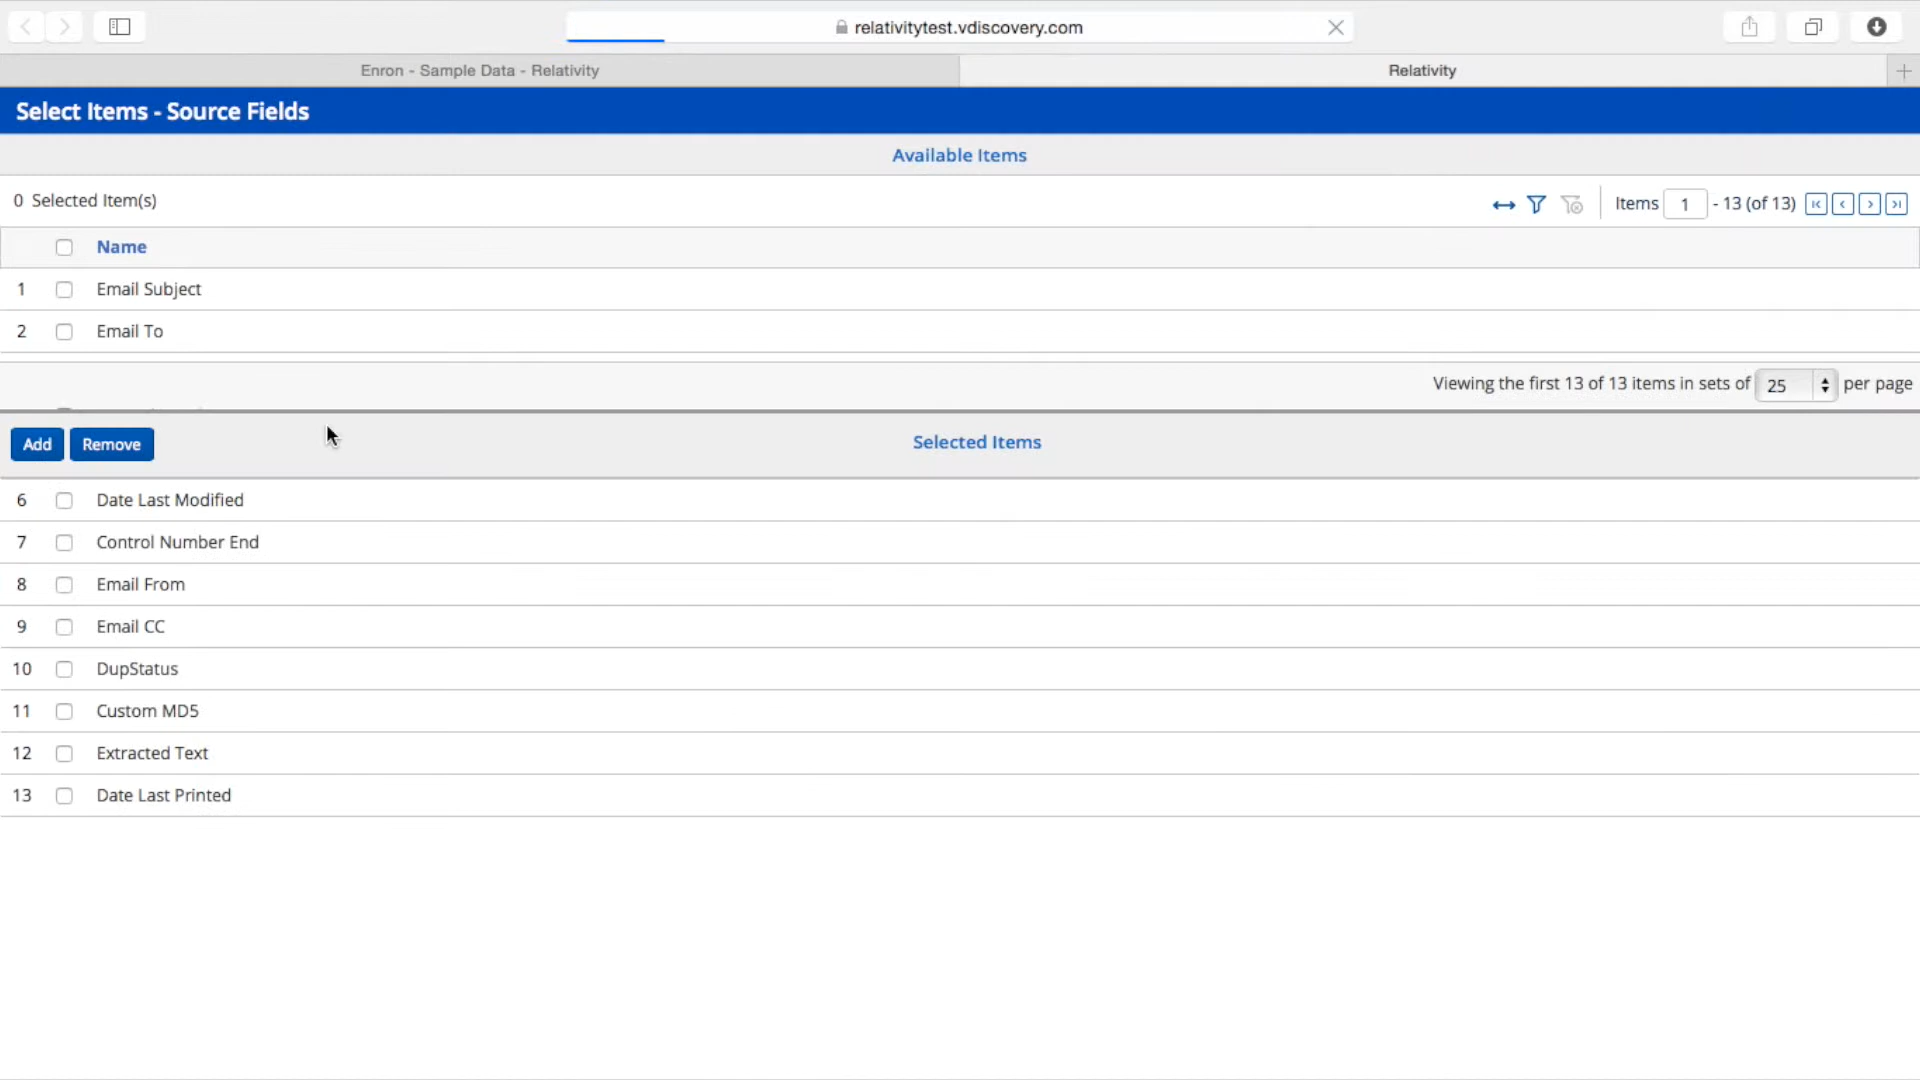 relativitytest.vdiscovery.com
Enron - Sample Data - Relativity
Relativity
Select Items - Source Fields
Available Items
0 Selected Item(s)
Items 1 - 13 (of 13)
Name
1 Email Subject
2 Email To
Viewing the first 13 of 13 items in sets of 25 per page
Add Remove Selected Items
6 Date Last Modified
7 Control Number End
8 Email From
9 Email CC
10 DupStatus
11 Custom MD5
12 Extracted Text
13 Date Last Printed